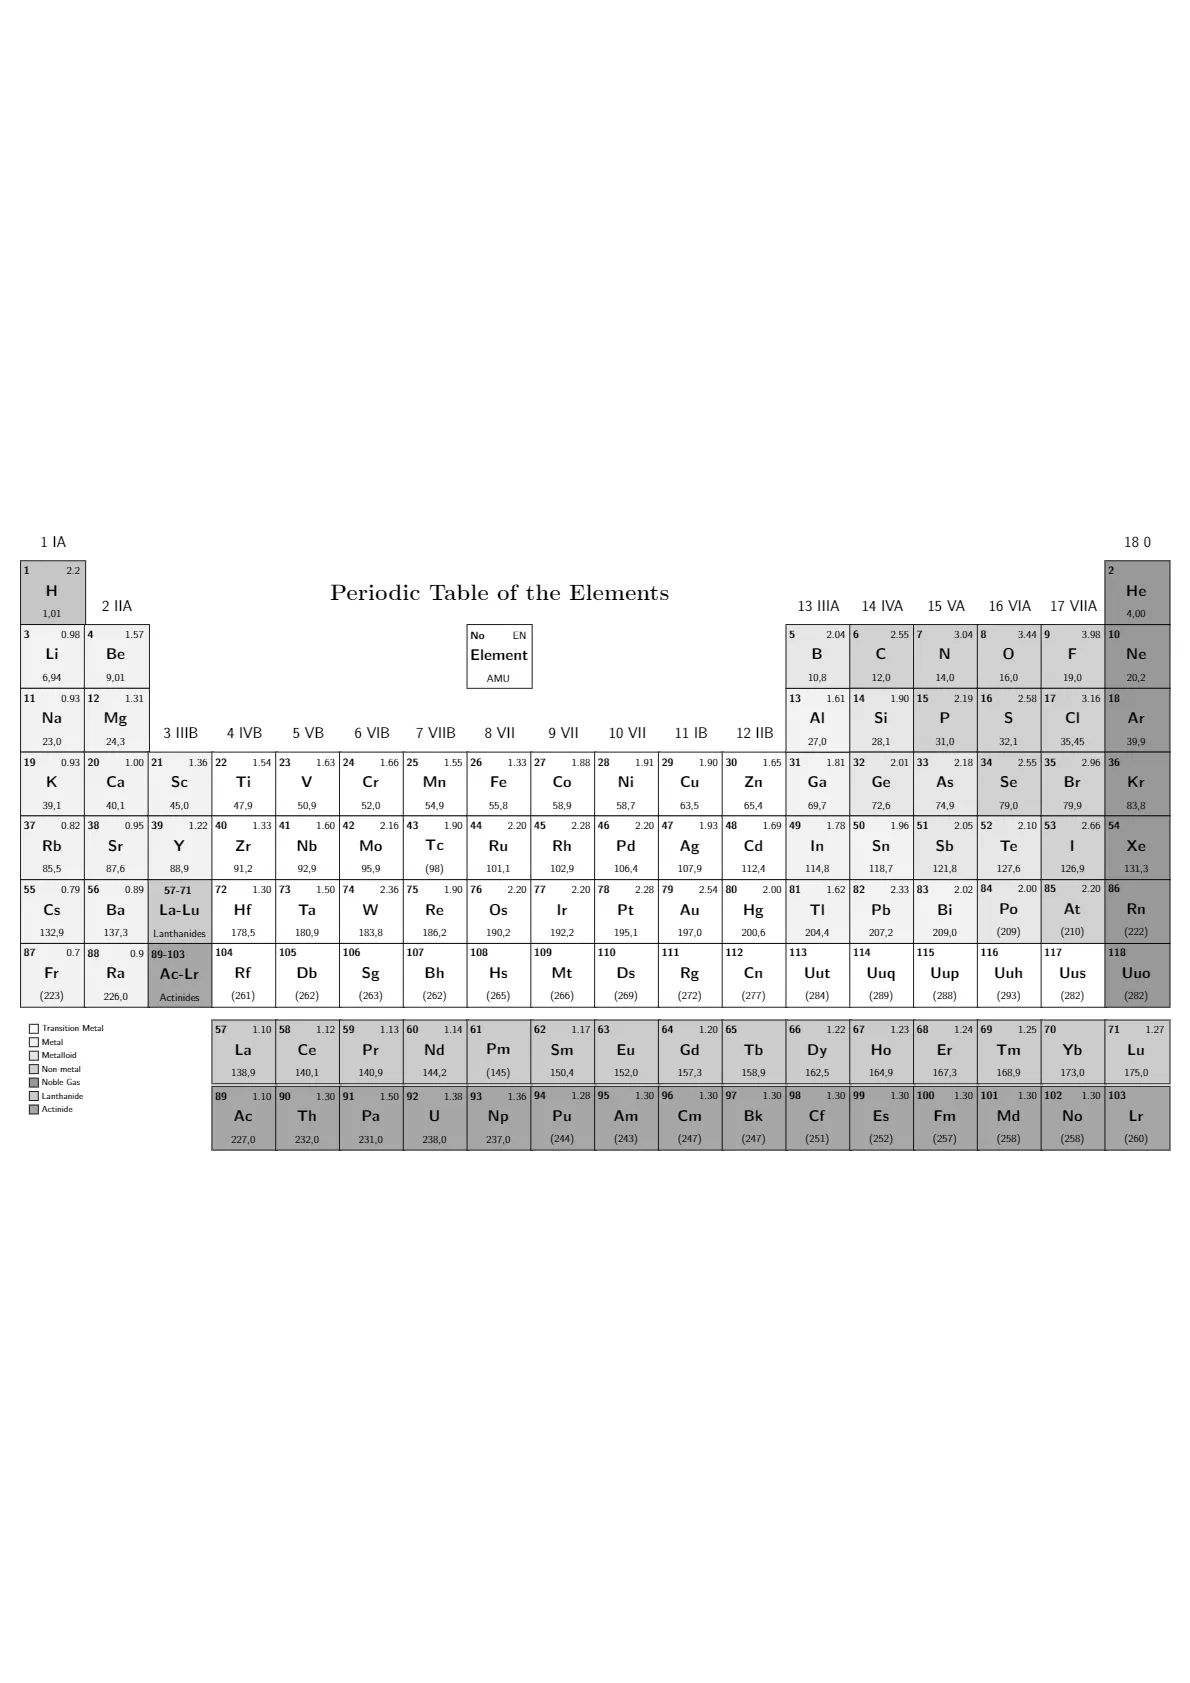 1 IA
18 0
1 2.2
2
H
He
1,01
4,00
Periodic Table of the Elements
2 IIA
13 IIIA 14 IVA 15 VA 16 VIA 17 VIIA
3 0.98 4 1.57 No EN 5 2.04 6 2.55 7 3.04 8 3.44 9 3.98 10
Li Be Element B C N O F Ne
6,94 9,01 AMU 10,8 12,0 14,0 16,0 19,0 20,2
11 0.93 12 1.31 13 1.61 14 1.90 15 2.19 16 2.58 17 3.16 18
Na Mg Al Si P S Cl Ar
3 IIIB 4 IVB 5 VB 6 VIB 7 VIIB 8 VII 9 VII 10 VII 11 IB 12 IIB
23,0 24,3 27,0 28,1 31,0 32,1 35,45 39,9
19 0.93 20 1.00 21 1.36 22 1.54 23 1.63 24 1.66 25 1.55 26 1.33 27 1.88 28 1.91 29 1.90 30 1.65 31 1.81 32 2.01 33 2.18 34 2.55 35 2.96 36
K Ca Sc Ti V Cr Mn Fe Co Ni Cu Zn Ga Ge As Se Br Kr
39,1 40,1 45,0 47,9 50,9 52,0 54,9 55,8 58,9 58,7 63,5 65,4 69,7 72,6 74,9 79,0 79,9 83,8
37 0.82 38 0.95 39 1.22 40 1.33 41 1.60 42 2.16 43 1.90 44 2.20 45 2.28 46 2.20 47 1.93 48 1.69 49 1.78 50 1.96 51 2.05 52 2.10 53 2.66 54
Rb Sr Y Zr Nb Mo Tc Ru Rh Pd Ag Cd In Sn Sb Te I Xe
85,5 87,6 88,9 91,2 92,9 95,9 (98) 101,1 102,9 106,4 107,9 112,4 114,8 118,7 121,8 127,6 126,9 131,3
55 0.79 56 0.89 57-71 72 1.30 73 1.50 74 2.36 75 1.90 76 2.20 77 2.20 78 2.28 79 2.54 80 2.00 81 1.62 82 2.33 83 2.02 84 2.00 85 2.20 86
Cs Ba La-Lu Hf Ta W Re Os Ir Pt Au Hg Tl Pb Bi Po At Rn
132,9 137,3 Lanthanides 178,5 180,9 183,8 186,2 190,2 192,2 195,1 197,0 200,6 204,4 207,2 209,0 (209) (210) (222)
87 0.7 88 0.9 89-103 104 105 106 107 108 109 110 111 112 113 114 115 116 117 118
Fr Ra Ac-Lr Rf Db Sg Bh Hs Mt Ds Rg Cn Uut Uuq Uup Uuh Uus Uuo
(223) 226,0 Actinides (261) (262) (263) (262) (265) (266) (269) (272) (277) (284) (289) (288) (293) (282) (282)
Transition Metal
Metal
Metalloid
Non metal
Noble Gas
Lanthanide
Actinide
57 1.10 58 1.12 59 1.13 60 1.14 61 62 1.17 63 64 1.20 65 66 1.22 67 1.23 68 1.24 69 1.25 70 71 1.27
La Ce Pr Nd Pm Sm Eu Gd Tb Dy Ho Er Tm Yb Lu
138,9 140,1 140,9 144,2 (145) 150,4 152,0 157,3 158,9 162,5 164,9 167,3 168,9 173,0 175,0
89 1.10 90 1.30 91 1.50 92 1.38 93 1.36 94 1.28 95 1.30 96 1.30 97 1.30 98 1.30 99 1.30 100 1.30 101 1.30 102 1.30 103
Ac Th Pa U Np Pu Am Cm Bk Cf Es Fm Md No Lr
227,0 232,0 231,0 238,0 237,0 (244) (243) (247) (247) (251) (252) (257) (258) (258) (260)